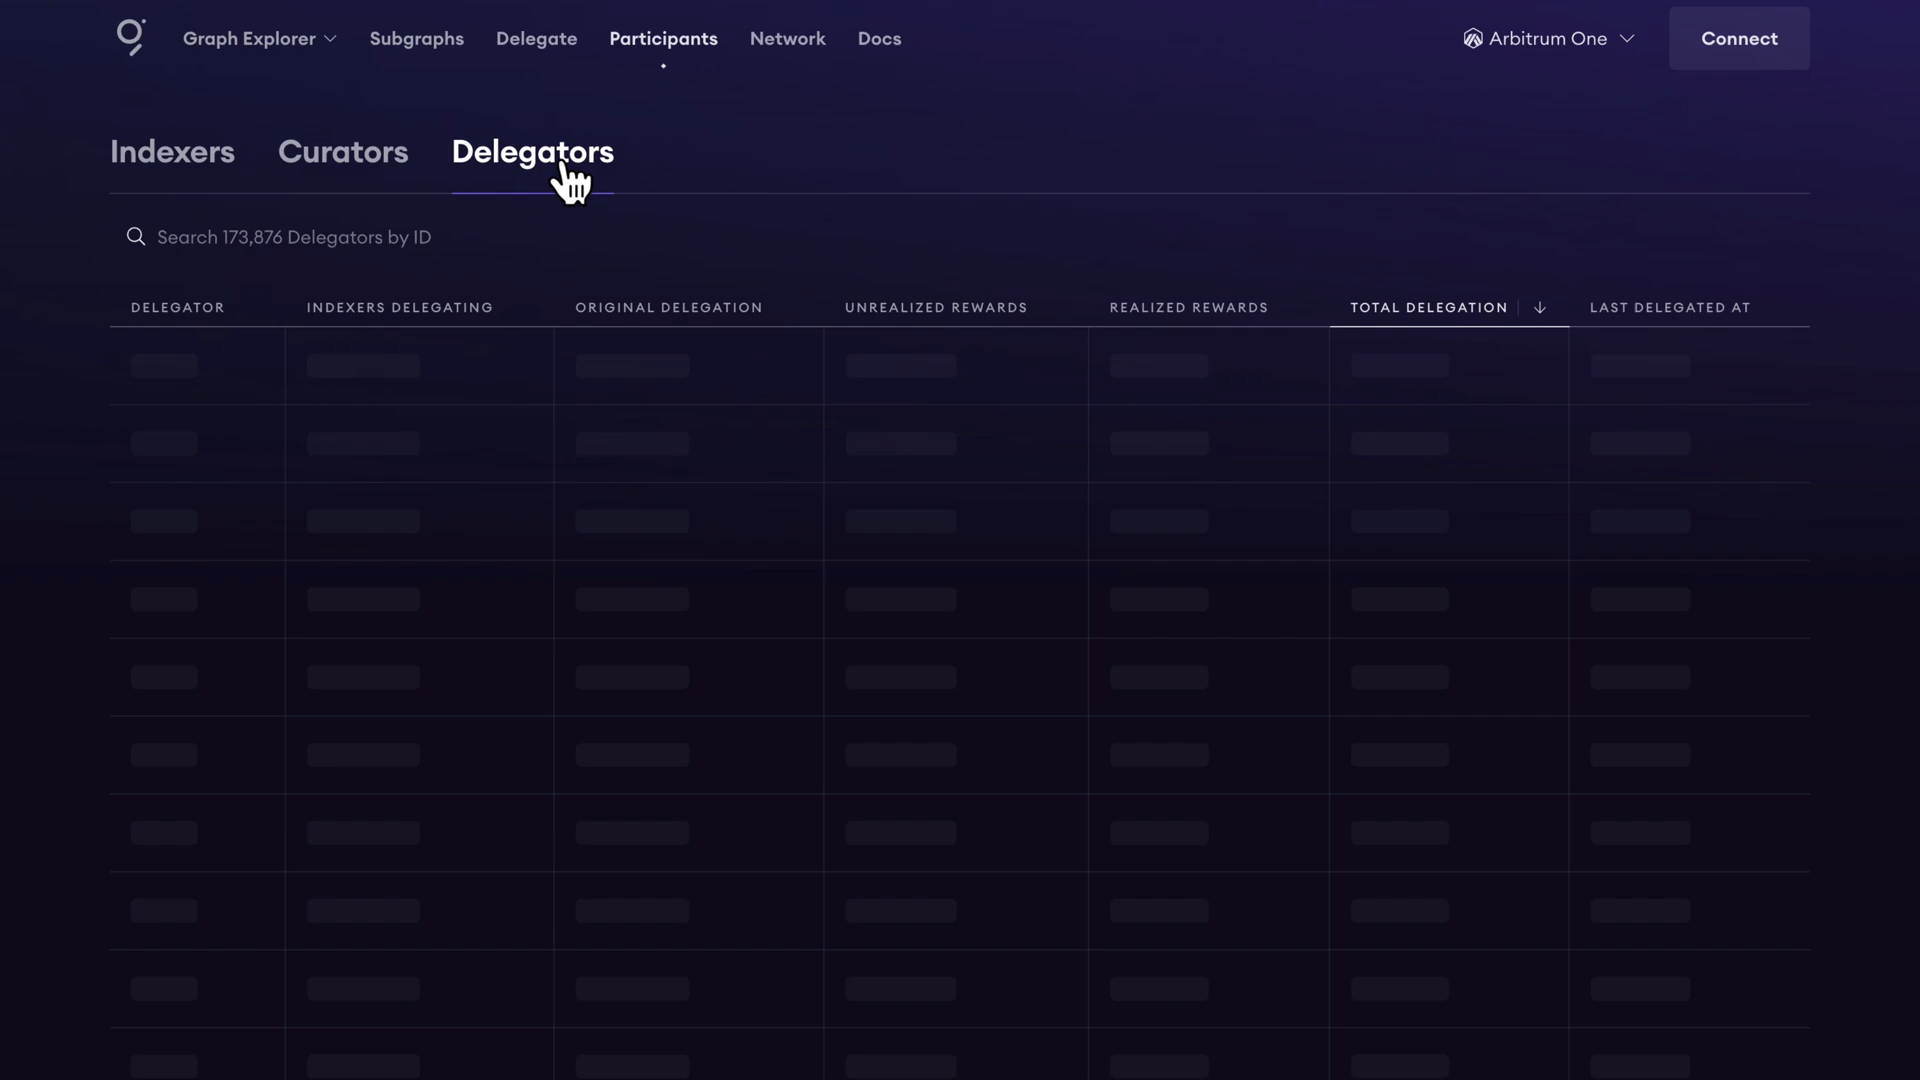 Graph Explorer Subgraphs Delegate Participants Network Docs Arbitrum One Connect
Indexers Curators Delegators
Search 173,876 Delegators by ID
DELEGATOR INDEXERS DELEGATING ORIGINAL DELEGATION UNREALIZED REWARDS REALIZED REWARDS TOTAL DELEGATION LAST DELEGATED AT